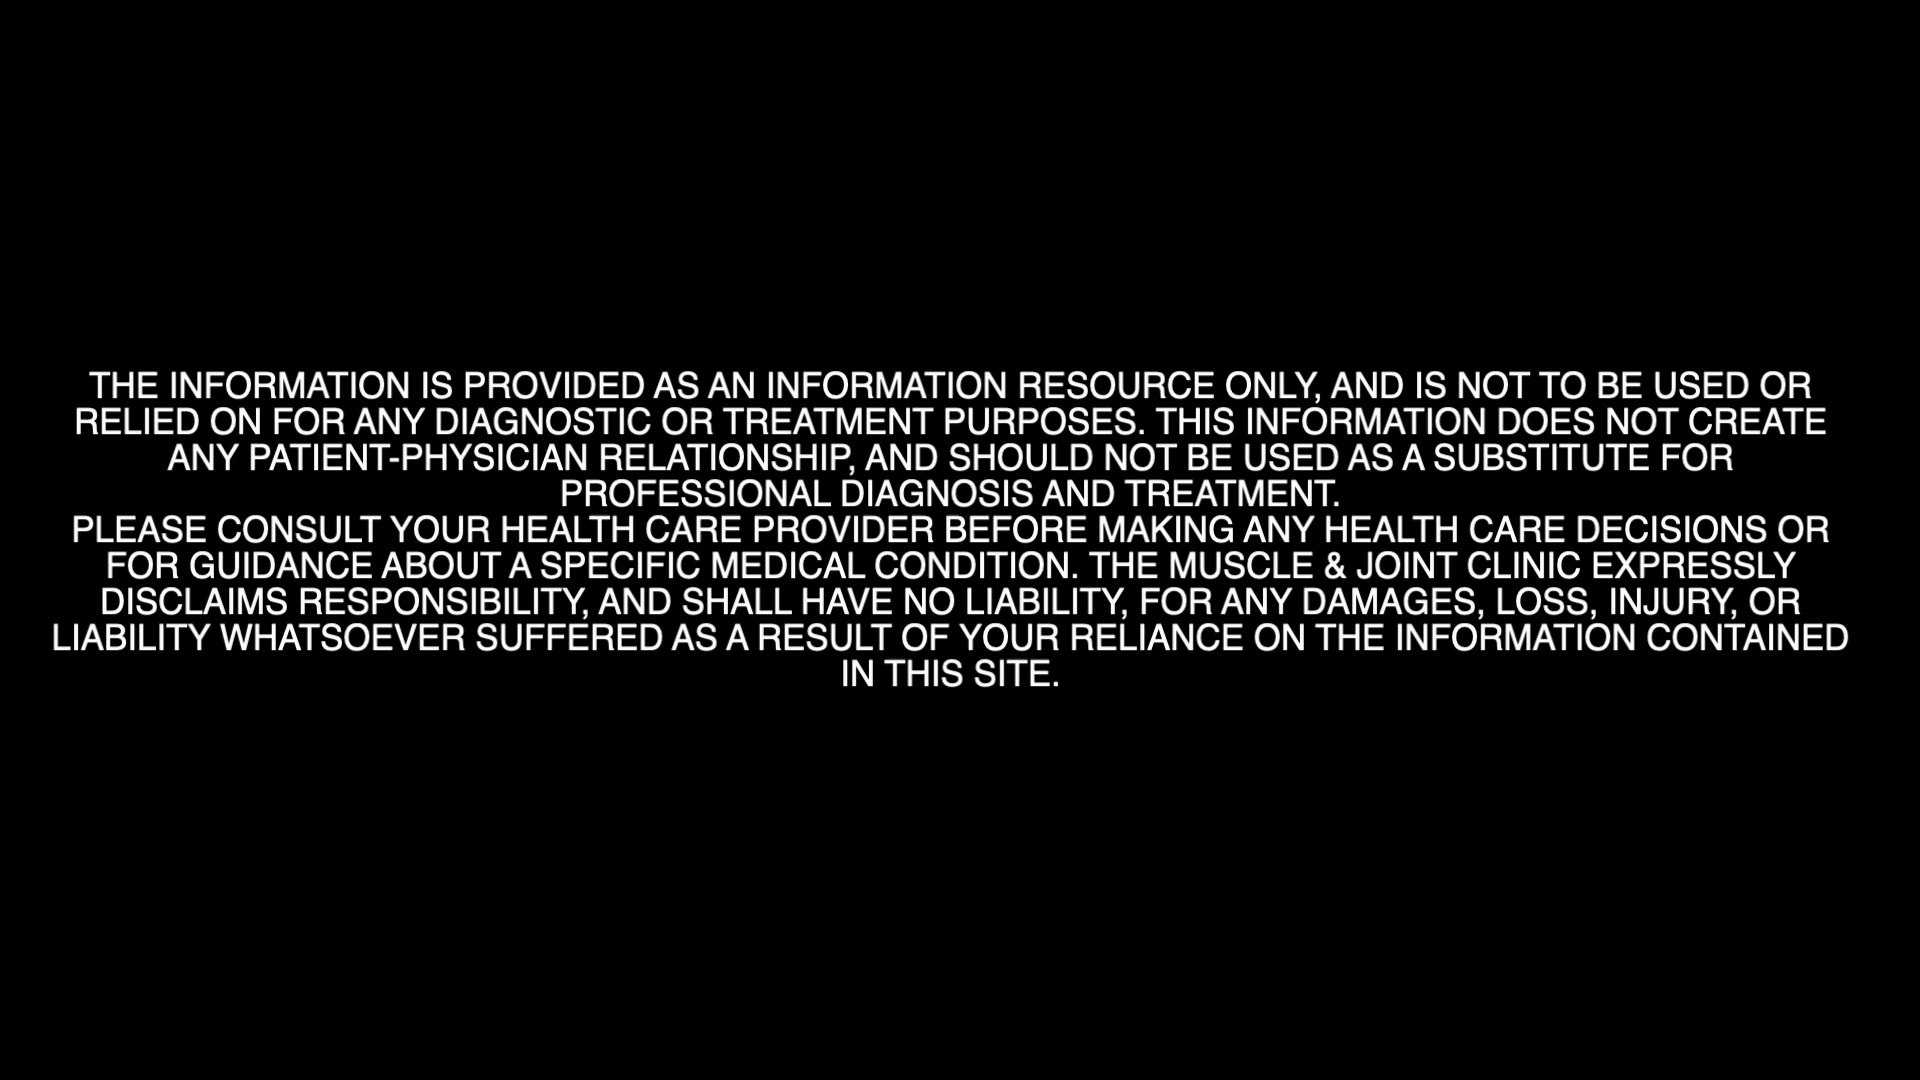 THE INFORMATION IS PROVIDED AS AN INFORMATION RESOURCE ONLY, AND IS NOT TO BE USED OR
RELIED ON FOR ANY DIAGNOSTIC OR TREATMENT PURPOSES. THIS INFORMATION DOES NOT CREATE
ANY PATIENT-PHYSICIAN RELATIONSHIP, AND SHOULD NOT BE USED AS A SUBSTITUTE FOR
PROFESSIONAL DIAGNOSIS AND TREATMENT.
PLEASE CONSULT YOUR HEALTH CARE PROVIDER BEFORE MAKING ANY HEALTH CARE DECISIONS OR
FOR GUIDANCE ABOUT A SPECIFIC MEDICAL CONDITION. THE MUSCLE & JOINT CLINIC EXPRESSLY
DISCLAIMS RESPONSIBILITY, AND SHALL HAVE NO LIABILITY, FOR ANY DAMAGES, LOSS, INJURY, OR
LIABILITY WHATSOEVER SUFFERED AS A RESULT OF YOUR RELIANCE ON THE INFORMATION CONTAINED
IN THIS SITE.